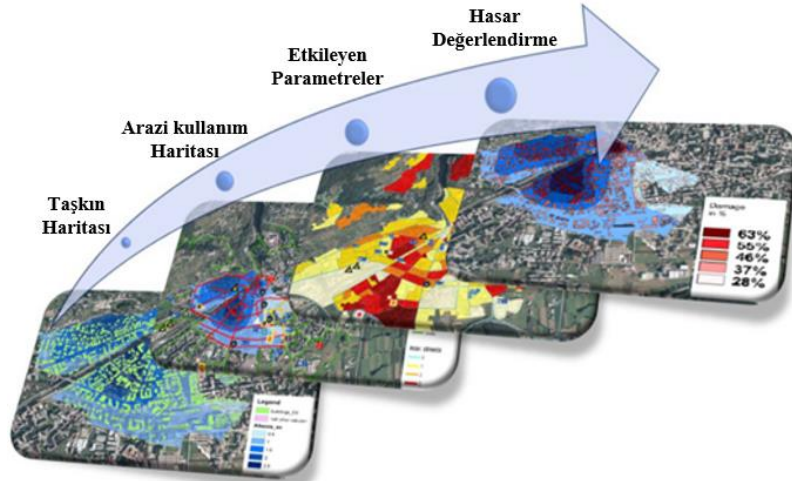 Hasar
Değerlendirme
Etkileyen
Parametreler
Arazi kullanım
Haritası
Taşkın
Haritası
Damage
in %
63%
55%
46%
37%
28%
Legend